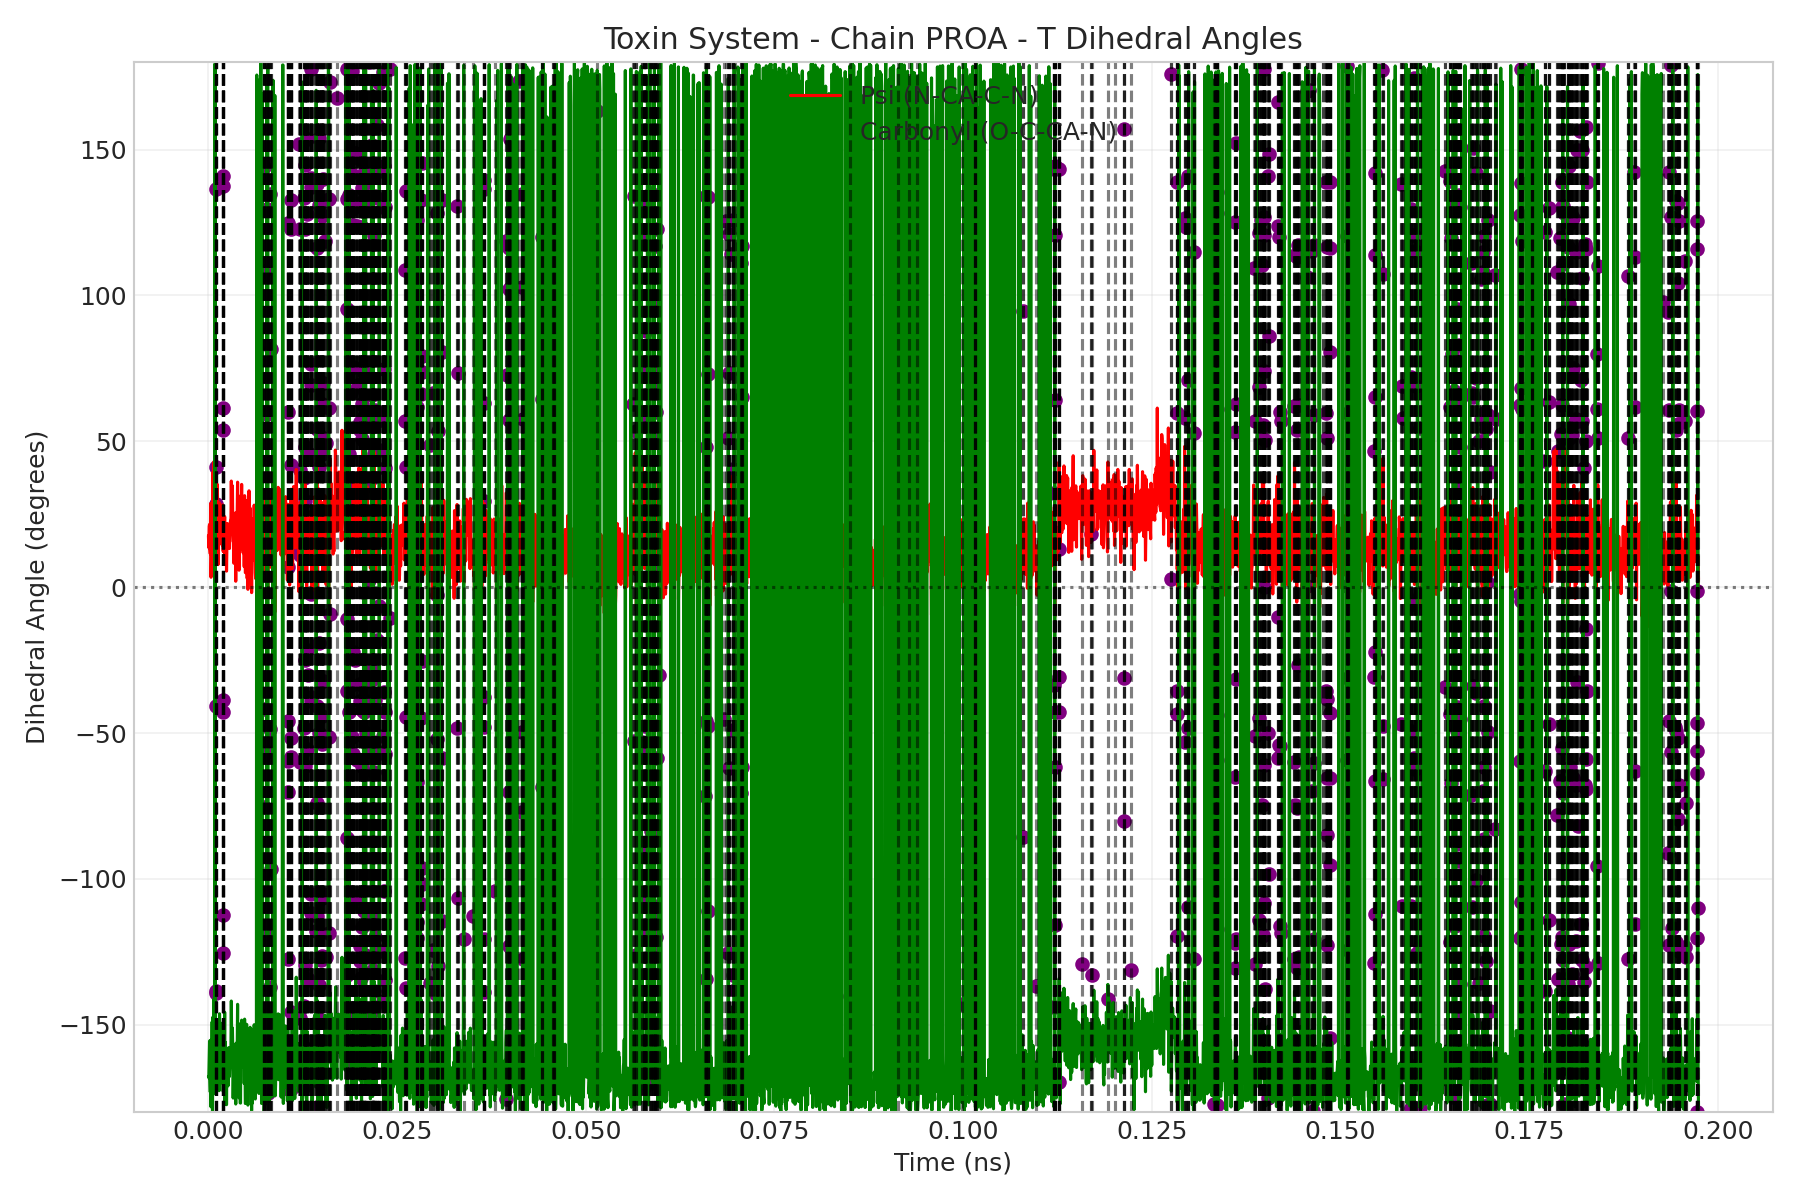 Toxin System - Chain PROA - T Dihedral Angles
Psi (N-CA-C-N)
Carbonyl (O-C-CA-N)
Dihedral Angle (degrees)
150
100
50
0
−50
−100
−150
0.000 0.025 0.050 0.075 0.100 0.125 0.150 0.175 0.200
Time (ns)